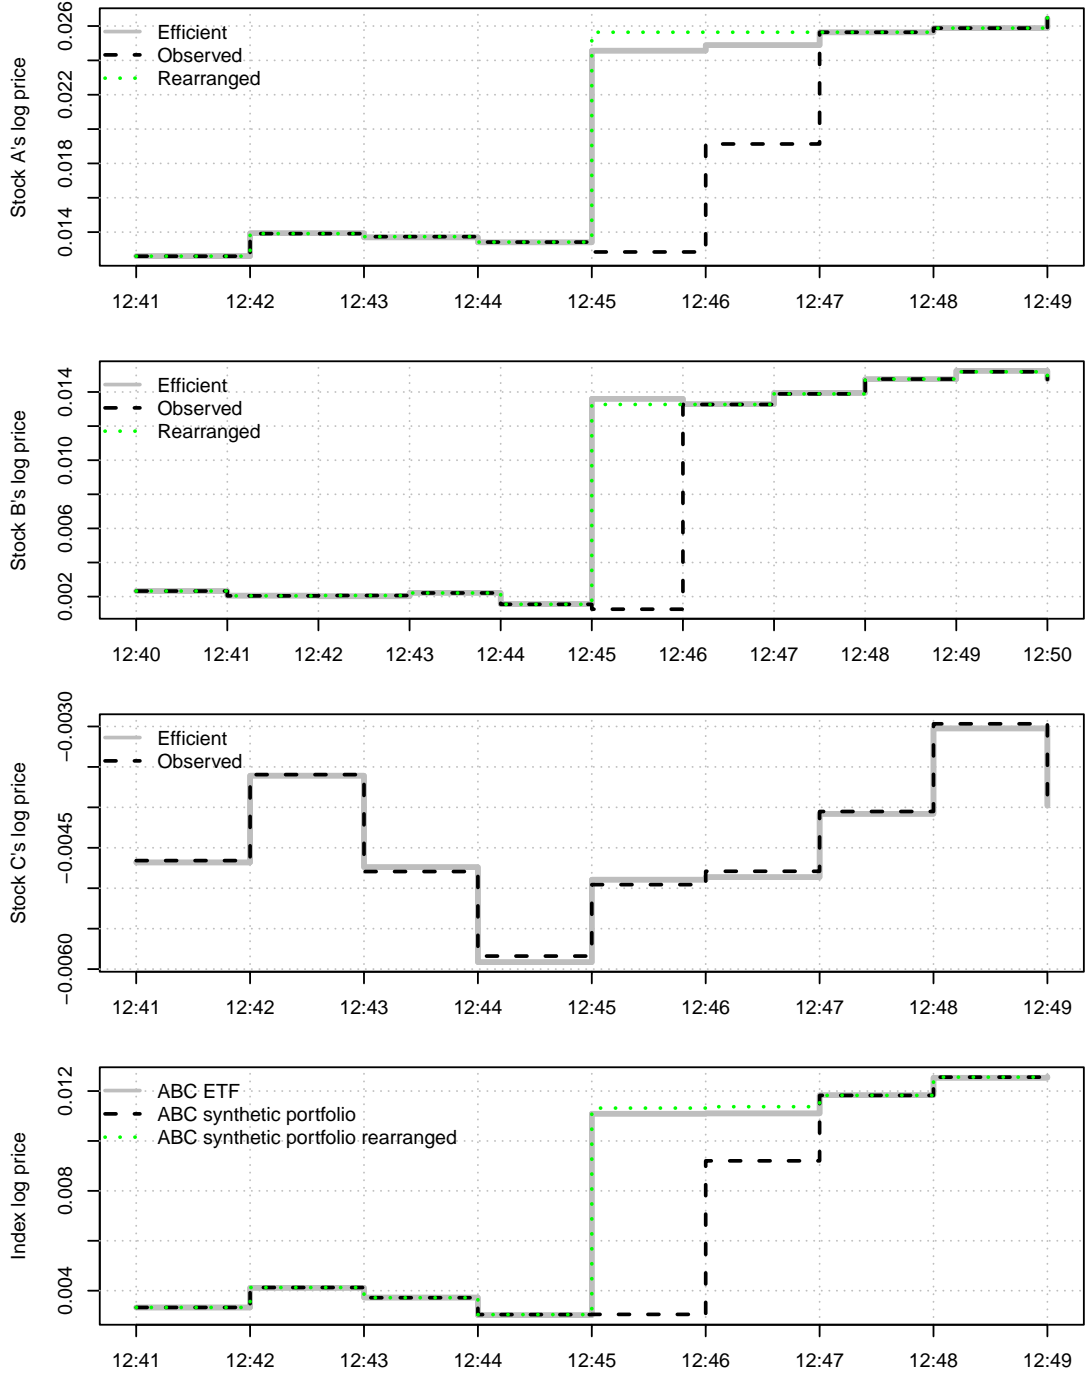 Stock A's log price
0.026
0.022
0.018
0.014
Efficient
Observed
Rearranged
12:41 12:42 12:43 12:44 12:45 12:46 12:47 12:48 12:49
Stock B's log price
0.014
0.010
0.006
0.002
Efficient
Observed
Rearranged
12:40 12:41 12:42 12:43 12:44 12:45 12:46 12:47 12:48 12:49 12:50
Stock C's log price
−0.0030
−0.0045
−0.0060
Efficient
Observed
12:41 12:42 12:43 12:44 12:45 12:46 12:47 12:48 12:49
Index log price
0.012
0.008
0.004
ABC ETF
ABC synthetic portfolio
ABC synthetic portfolio rearranged
12:41 12:42 12:43 12:44 12:45 12:46 12:47 12:48 12:49